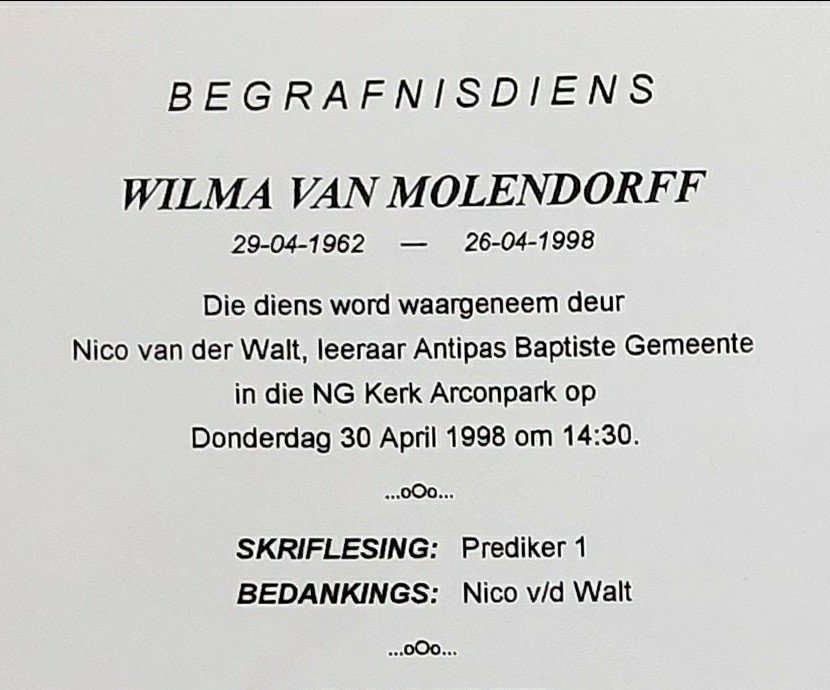 BEGRAFNISDIENS
WILMA VAN MOLENDORFF
29-04-1962 — 26-04-1998
Die diens word waargeneem deur
Nico van der Walt, leeraar Antipas Baptiste Gemeente
in die NG Kerk Arconpark op
Donderdag 30 April 1998 om 14:30.
...oOo...
SKRIFLESING: Prediker 1
BEDANKINGS: Nico v/d Walt
...oOo...